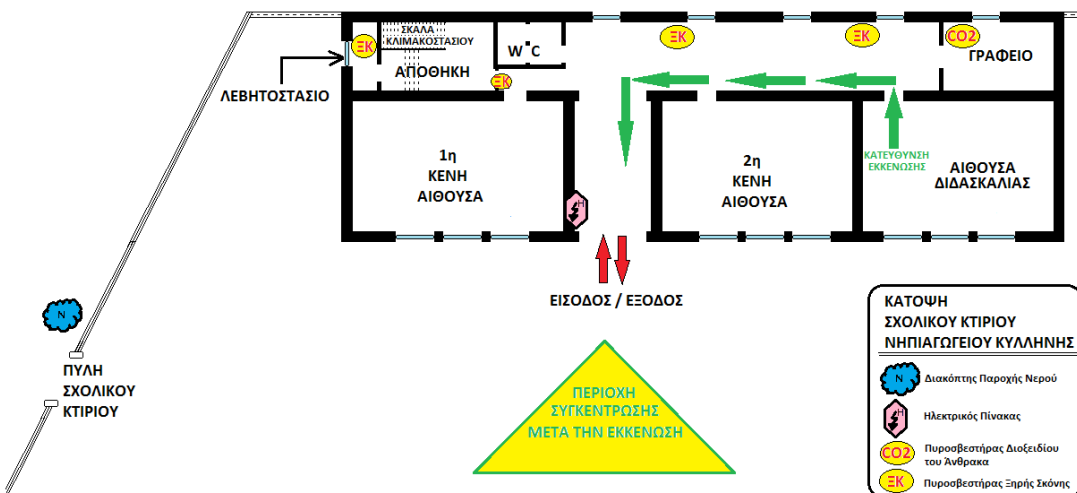 ΣΚΑΛΑ
ΚΛΙΜΑΚΟΣΤΑΣΙΟΥ
ΞΚ
ΑΠΟΘΗΚΗ
ΞΚ
W C
ΞΚ
ΞΚ
CO2
ΓΡΑΦΕΙΟ
ΛΕΒΗΤΟΣΤΑΣΙΟ
1η
ΚΕΝΗ
ΑΙΘΟΥΣΑ
H
2η
ΚΕΝΗ
ΑΙΘΟΥΣΑ
ΚΑΤΕΥΘΥΝΣΗ
ΕΚΚΕΝΩΣΗΣ
ΑΙΘΟΥΣΑ
ΔΙΔΑΣΚΑΛΙΑΣ
ΕΙΣΟΔΟΣ / ΕΞΟΔΟΣ
N
ΠΥΛΗ
ΣΧΟΛΙΚΟΥ
ΚΤΙΡΙΟΥ
ΠΕΡΙΟΧΗ
ΣΥΓΚΕΝΤΡΩΣΗΣ
ΜΕΤΑ ΤΗΝ ΕΚΚΕΝΩΣΗ
ΚΑΤΟΨΗ
ΣΧΟΛΙΚΟΥ ΚΤΙΡΙΟΥ
ΝΗΠΙΑΓΩΓΕΙΟΥ ΚΥΛΛΗΝΗΣ
N Διακόπτης Παροχής Νερού
H Ηλεκτρικός Πίνακας
CO2 Πυροσβεστήρας Διοξειδίου
του Άνθρακα
ΞΚ Πυροσβεστήρας Ξηρής Σκόνης